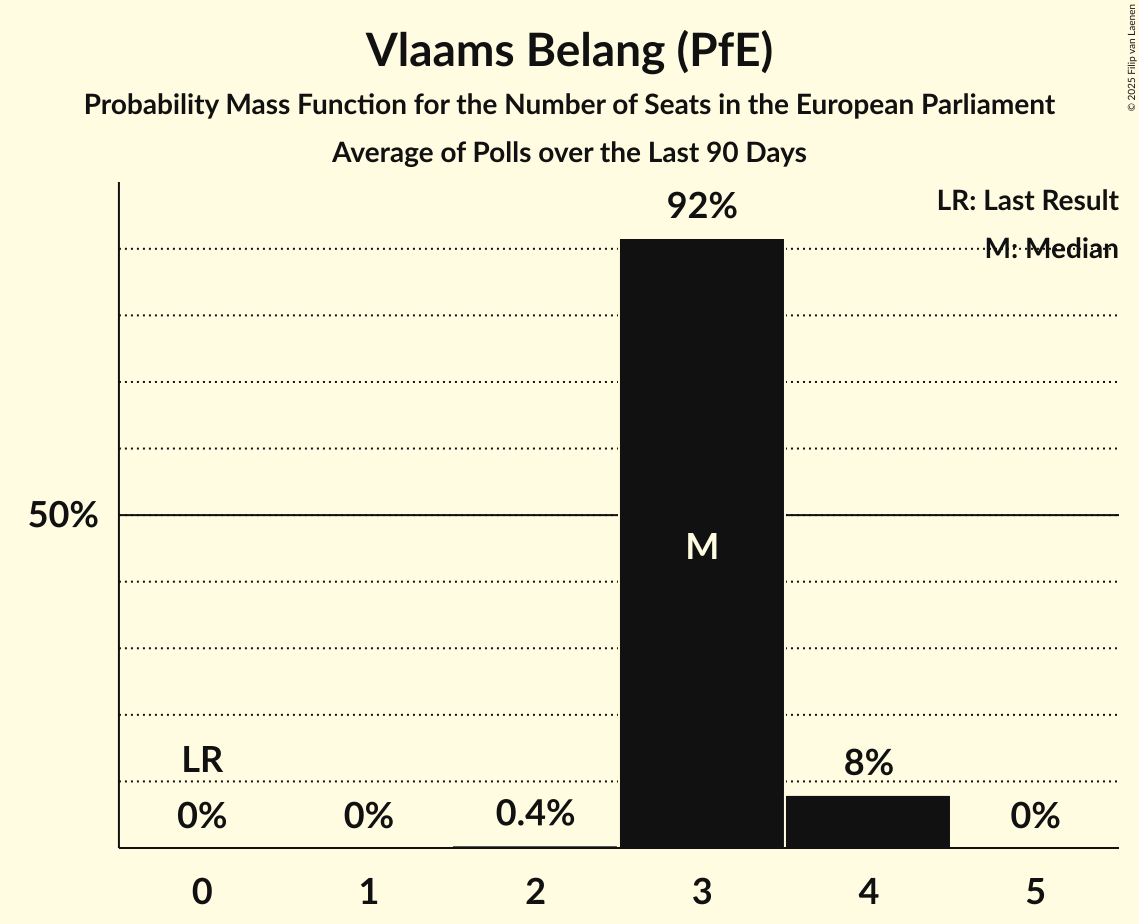 Vlaams Belang (PfE)
Probability Mass Function for the Number of Seats in the European Parliament
Average of Polls over the Last 90 Days
© 2025 Filip van Laenen
LR: Last Result
M: Median
92%
50%
M
LR
8%
0%
0%
0.4%
0%
0
1
2
3
4
5